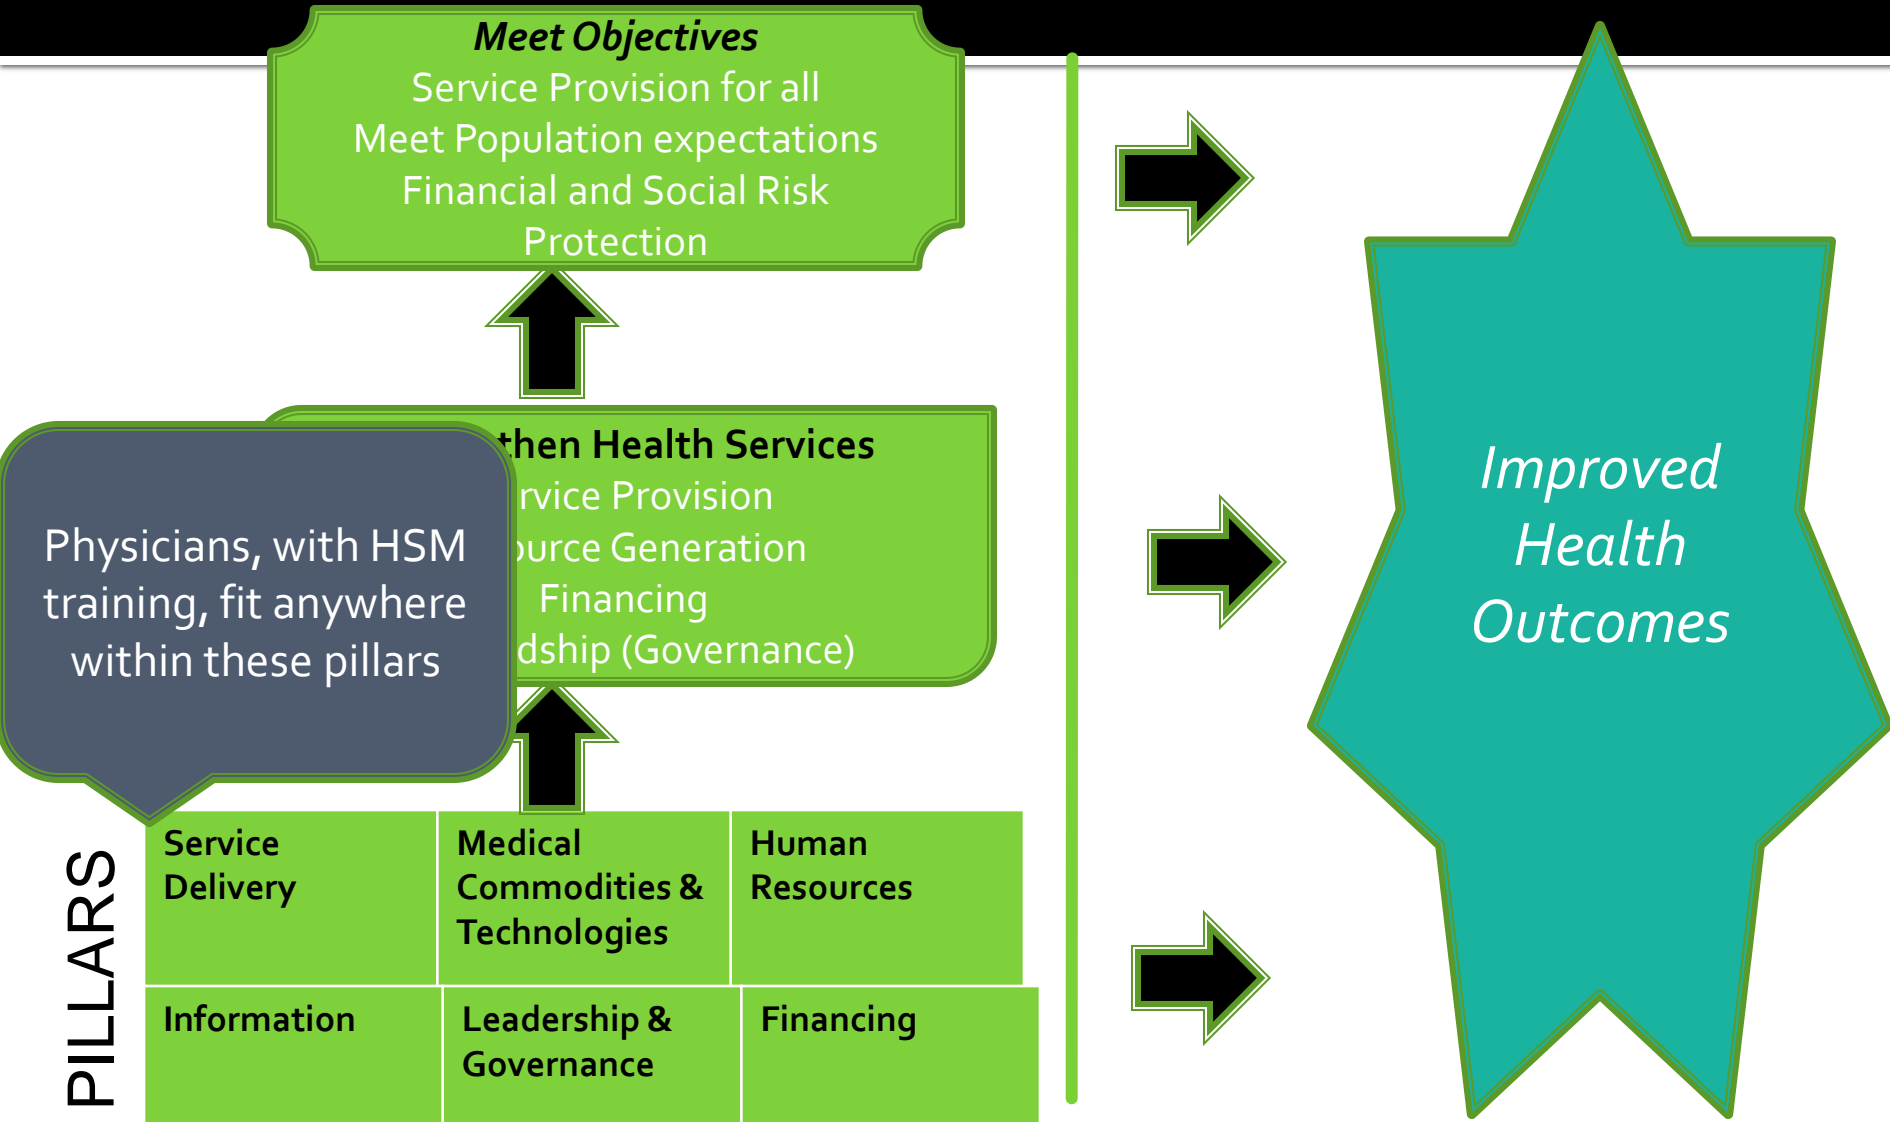 Meet Objectives
Service Provision for all
Meet Population expectations
Financial and Social Risk
Protection
then Health Services
rvice Provision
ource Generation
Financing
dship (Governance)
Physicians, with HSM
training, fit anywhere
within these pillars
PILLARS
Service
Delivery
Medical
Commodities &
Technologies
Human
Resources
Information
Leadership &
Governance
Financing
Improved
Health
Outcomes